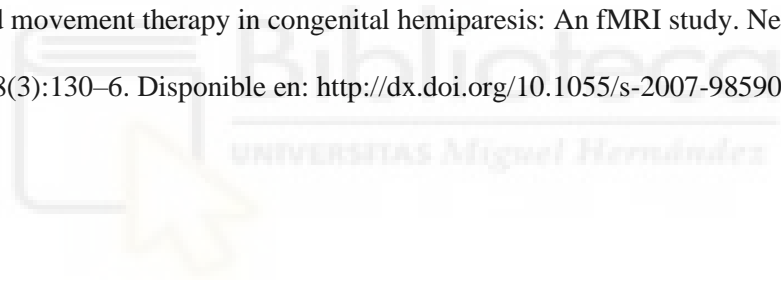 movement therapy in congenital hemiparesis: An fMRI study. Ne
(3):130–6. Disponible en: http://dx.doi.org/10.1055/s-2007-98590
Biblioteca
UNIVERSITAS Miguel Hernández